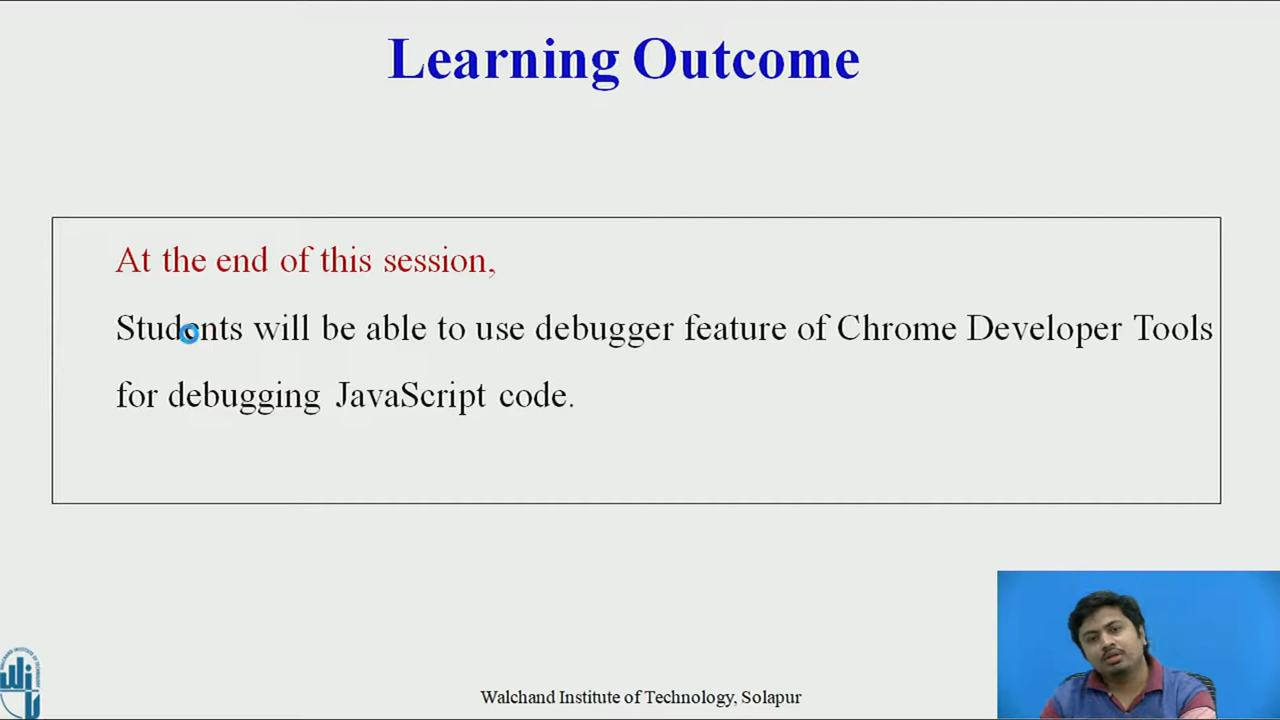 Learning Outcome
At the end of this session,
Students will be able to use debugger feature of Chrome Developer Tools
for debugging JavaScript code.
Walchand Institute of Technology, Solapur